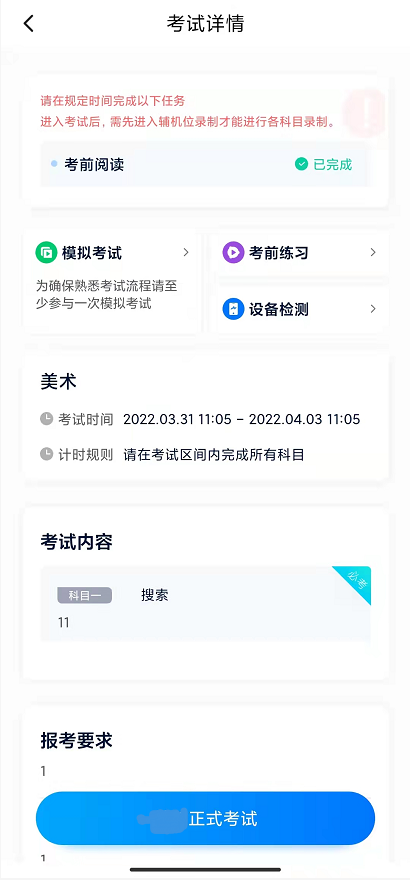 考试详情
请在规定时间完成以下任务
进入考试后，需先进入辅机位录制才能进行各科目录制。
考前阅读
已完成
模拟考试
为确保熟悉考试流程请至
少参与一次模拟考试
考前练习
设备检测
美术
考试时间 2022.03.31 11:05 - 2022.04.03 11:05
计时规则 请在考试区间内完成所有科目
考试内容
必考
科目一 搜索
11
报考要求
1
正式考试
1